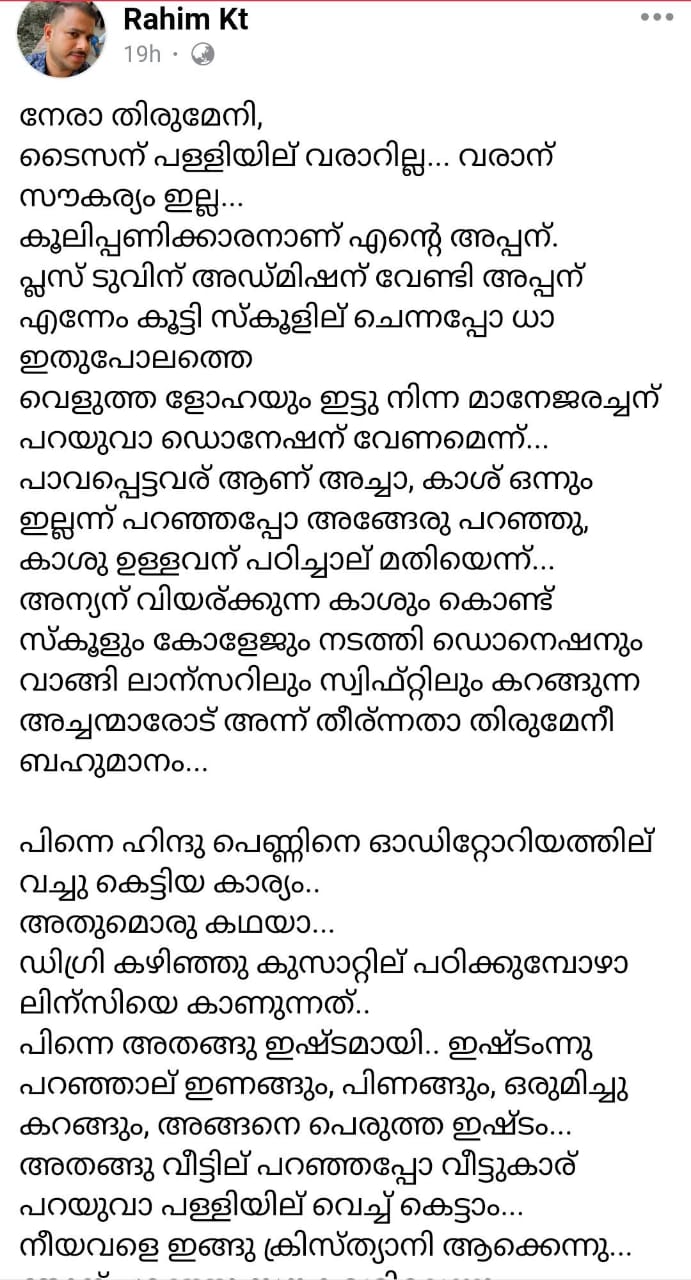 Rahim Kt
19h ·
നേരാ തിരുമേനി,
ടൈസന് പള്ളിയില് വരാറില്ല... വരാന്
സൗകര്യം ഇല്ല...
കൂലിപ്പണിക്കാരനാണ് എന്റെ അപ്പന്.
പ്ലസ് ടുവിന് അഡ്മിഷന് വേണ്ടി അപ്പന്
എന്നേം കൂട്ടി സ്കൂളില് ചെന്നപ്പോ ധാ
ഇതുപോലത്തെ
വെളുത്ത ളോഹയും ഇട്ടു നിന്ന മാനേജരച്ചന്
പറയുവാ ഡൊനേഷന് വേണമെന്ന്...
പാവപ്പെട്ടവര് ആണ് അച്ചാ, കാശ് ഒന്നും
ഇല്ലന്ന് പറഞ്ഞപ്പോ അങ്ങേരു പറഞ്ഞു,
കാശു ഉള്ളവന് പഠിച്ചാല് മതിയെന്ന്...
അന്യന് വിയര്ക്കുന്ന കാശും കൊണ്ട്
സ്കൂളും കോളേജും നടത്തി ഡൊനെഷനും
വാങ്ങി ലാന്സറിലും സ്വിഫ്റ്റിലും കറങ്ങുന്ന
അച്ചന്മാരോട് അന്ന് തീര്ന്നതാ തിരുമേനീ
ബഹുമാനം...
പിന്നെ ഹിന്ദു പെണ്ണിനെ ഓഡിറ്റോറിയത്തില്
വച്ചു കെട്ടിയ കാര്യം..
അതുമൊരു കഥയാ...
ഡിഗ്രി കഴിഞ്ഞു കുസാറ്റില് പഠിക്കുമ്പോഴാ
ലിന്സിയെ കാണുന്നത്..
പിന്നെ അതങ്ങു ഇഷ്ടമായി.. ഇഷ്ടംന്നു
പറഞ്ഞാല് ഇണങ്ങും, പിണങ്ങും, ഒരുമിച്ചു
കറങ്ങും, അങ്ങനെ പെരുത്ത ഇഷ്ടം...
അതങ്ങു വീട്ടില് പറഞ്ഞപ്പോ വീട്ടുകാര്
പറയുവാ പള്ളിയില് വെച്ച് കെട്ടാം...
നീയവളെ ഇങ്ങു ക്രിസ്ത്യാനി ആക്കെന്നു...